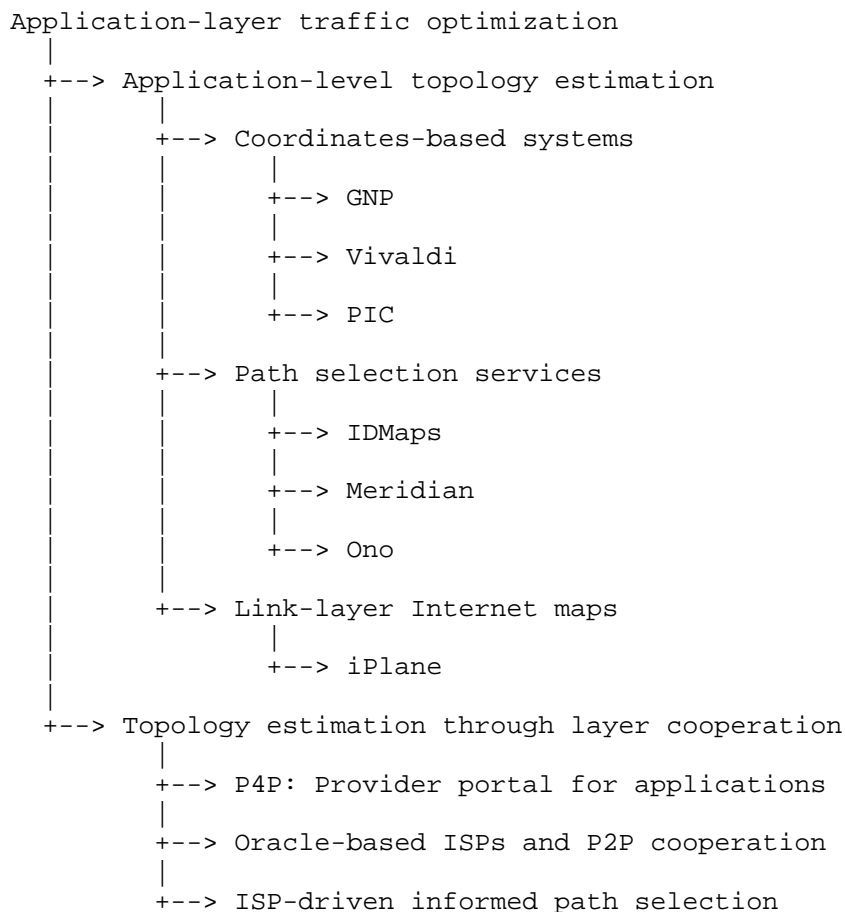 Application-layer traffic optimization
|
+--> Application-level topology estimation
|       |
|       +--> Coordinates-based systems
|       |       |
|       |       +--> GNP
|       |       |
|       |       +--> Vivaldi
|       |       |
|       |       +--> PIC
|       |
|       +--> Path selection services
|       |       |
|       |       +--> IDMaps
|       |       |
|       |       +--> Meridian
|       |       |
|       |       +--> Ono
|       |
|       +--> Link-layer Internet maps
|               |
|               +--> iPlane
|
+--> Topology estimation through layer cooperation
        |
        +--> P4P: Provider portal for applications
        |
        +--> Oracle-based ISPs and P2P cooperation
        |
        +--> ISP-driven informed path selection